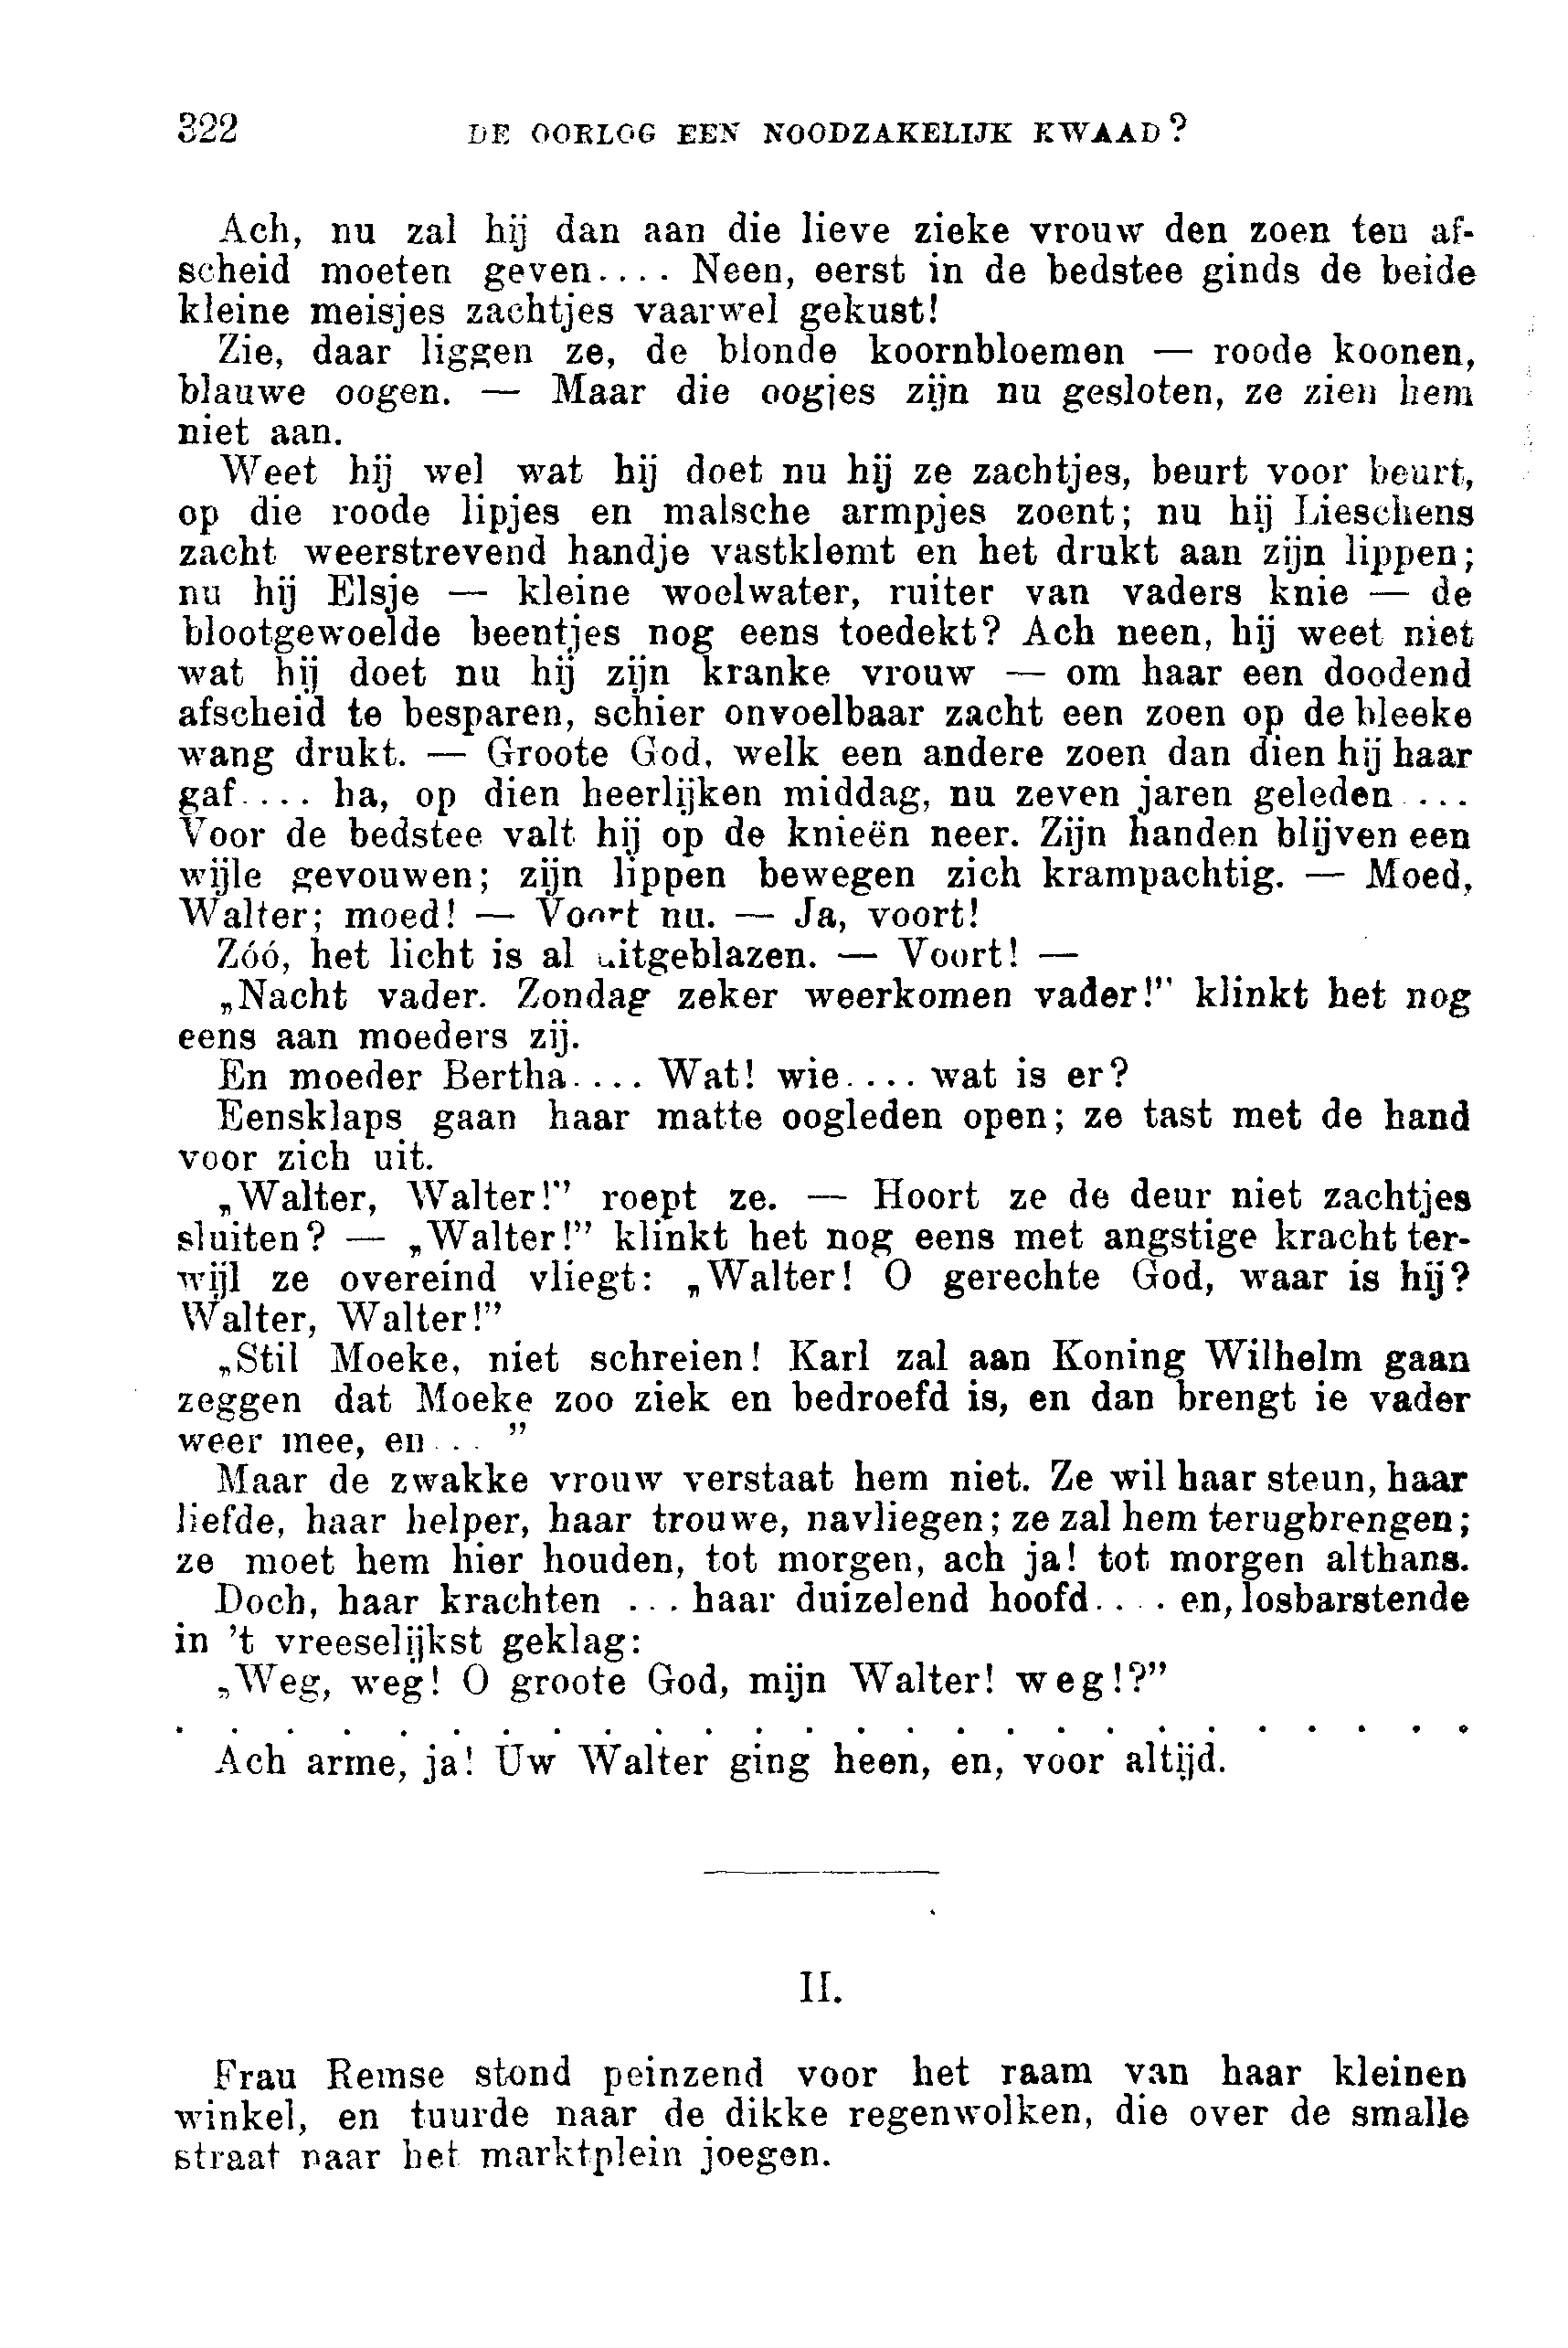 322 DE OORLOG EEN NOODZAKELIJK KWAAD?
Ach, nu zal hij dan aan die lieve zieke vrouw den zoen ten af-
scheid moeten geven.... Neen, eerst in de bedstee ginds de beide
kleine meisjes zachtjes vaarwel gekust!
Zie, daar liggen ze, de blonde koornbloemen — roode koonen,
blauwe oogen. — Maar die oogjes zijn nu gesloten, ze zien hem
niet aan.
Weet hij wel wat hij doet nu hij ze zachtjes, beurt voor beurt,
op die roode lipjes en malsche armpjes zoent; nu hij Lieschens
zacht weerstrevend handje vastklemt en het drukt aan zijn lippen;
nu hij Elsje — kleine woelwater, ruiter van vaders knie — de
blootgewoelde beentjes nog eens toedekt? Ach neen, hij weet niet
wat hij doet nu hij zijn kranke vrouw — om haar een doodend
afscheid te besparen, schier onvoelbaar zacht een zoen op de bleeke
wang drukt. — Groote God, welk een andere zoen dan dien hij haar
gaf.... ha, op dien heerlijken middag, nu zeven jaren geleden ...
Voor de bedstee valt hij op de knieën neer. Zijn handen blijven een
wijle gevouwen; zijn lippen bewegen zich krampachtig. — Moed,
Walter; moed! — Voort nu. — Ja, voort!
Zóó, het licht is al uitgeblazen. — Voort! —
„Nacht vader. Zondag zeker weerkomen vader!” klinkt het nog
eens aan moeders zij.
En moeder Bertha.... Wat! wie.... wat is er?
Eensklaps gaan haar matte oogleden open; ze tast met de hand
voor zich uit.
„Walter, Walter!” roept ze. — Hoort ze de deur niet zachtjes
sluiten? — „Walter!” klinkt het nog eens met angstige kracht ter-
wijl ze overeind vliegt: „Walter! O gerechte God, waar is hij?
Walter, Walter!”
„Stil Moeke, niet schreien! Karl zal aan Koning Wilhelm gaan
zeggen dat Moeke zoo ziek en bedroefd is, en dan brengt ie vader
weer mee, en . . ”
Maar de zwakke vrouw verstaat hem niet. Ze wil haar steun, haar
liefde, haar helper, haar trouwe, navliegen; ze zal hem terugbrengen;
ze moet hem hier houden, tot morgen, ach ja! tot morgen althans.
Doch, haar krachten ... haar duizelend hoofd.... en, losbarstende
in 't vreeselijkst geklag:
„Weg, weg! O groote God, mijn Walter! weg!?”
. . . . . . . . . . . . . . . . . . . . . . . . . .
Ach arme, ja! Uw Walter ging heen, en, voor altijd.
II.
Frau Remse stond peinzend voor het raam van haar kleinen
winkel, en tuurde naar de dikke regenwolken, die over de smalle
straat naar het marktplein joegen.